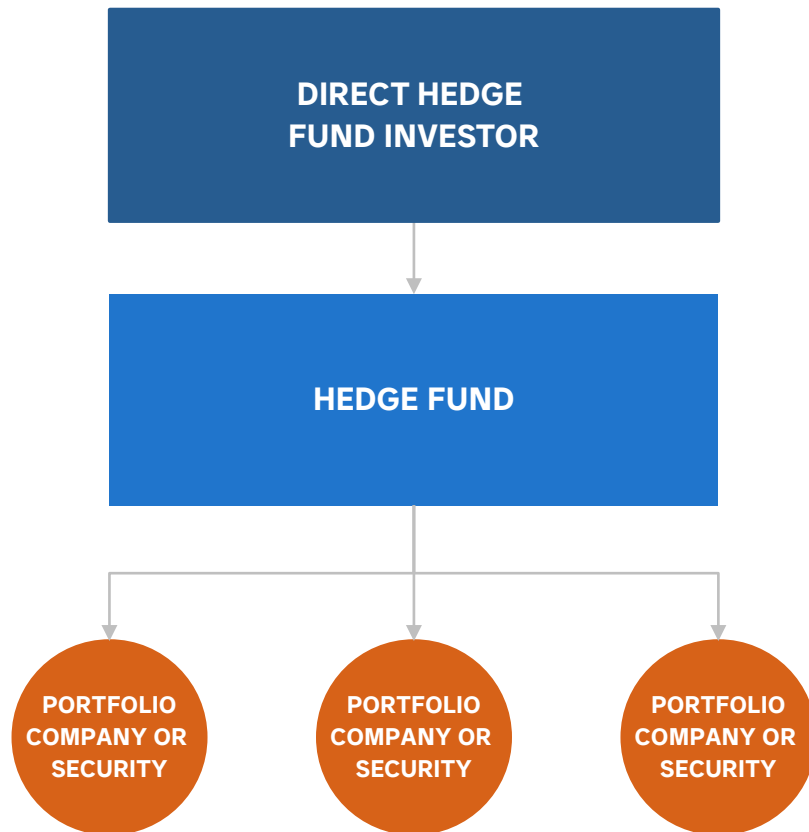 DIRECT HEDGE
FUND INVESTOR
HEDGE FUND
PORTFOLIO
COMPANY OR
SECURITY
PORTFOLIO
COMPANY OR
SECURITY
PORTFOLIO
COMPANY OR
SECURITY